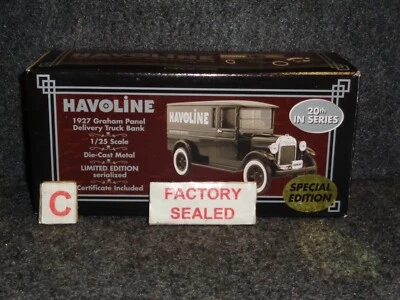 HAVOLINE
1927 Graham Panel
Delivery Truck Bank
1/25 Scale
Die-Cast Metal
LIMITED EDITION
serialized
Certificate Included
HAVOLINE
20th
IN SERIES
SPECIAL
EDITION
C
FACTORY
SEALED